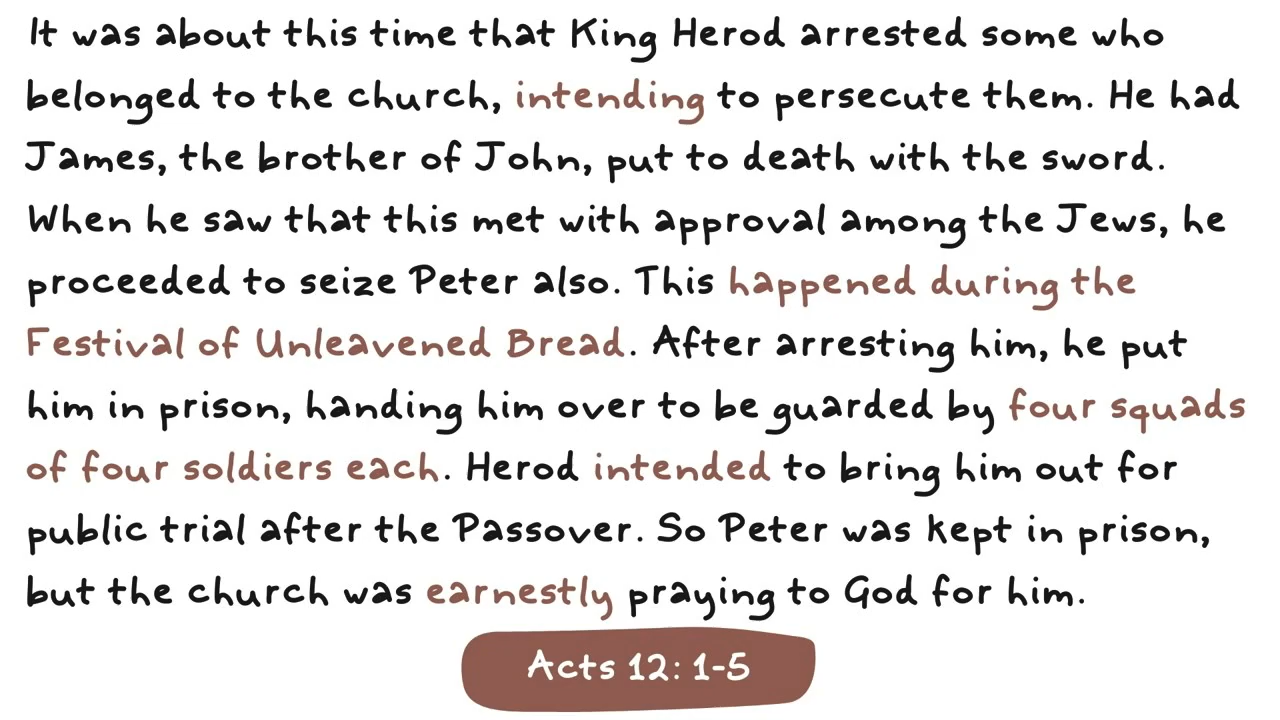 It was about this time that King Herod arrested some who
belonged to the church, intending to persecute them. He had
James, the brother of John, put to death with the sword.
When he saw that this met with approval among the Jews, he
proceeded to seize Peter also. This happened during the
Festival of Unleavened Bread. After arresting him, he put
him in prison, handing him over to be guarded by four squads
of four soldiers each. Herod intended to bring him out for
public trial after the Passover. So Peter was kept in prison,
but the church was earnestly praying to God for him.
Acts 12: 1-5